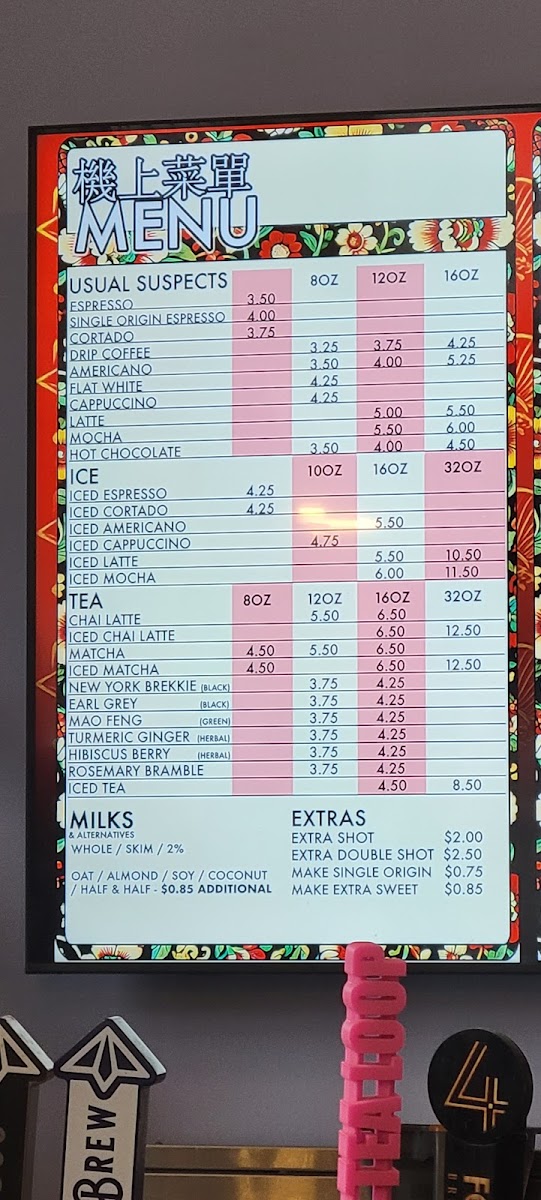 機上菜單
MENU
USUAL SUSPECTS 8OZ 12OZ 16OZ
ESPRESSO 3.50
SINGLE ORIGIN ESPRESSO 4.00
CORTADO 3.75
DRIP COFFEE 3.25 3.75 4.25
AMERICANO 3.50 4.00 5.25
FLAT WHITE 4.25
CAPPUCCINO 4.25
LATTE 5.00 5.50
MOCHA 5.50 6.00
HOT CHOCOLATE 3.50 4.00 4.50
ICE 10OZ 16OZ 32OZ
ICED ESPRESSO 4.25
ICED CORTADO 4.25
ICED AMERICANO 5.50
ICED CAPPUCCINO 4.75
ICED LATTE 5.50 10.50
ICED MOCHA 6.00 11.50
TEA 8OZ 12OZ 16OZ 32OZ
CHAI LATTE 5.50 6.50
ICED CHAI LATTE 6.50 12.50
MATCHA 4.50 5.50 6.50
ICED MATCHA 4.50 6.50 12.50
NEW YORK BREKKIE (BLACK) 3.75 4.25
EARL GREY (BLACK) 3.75 4.25
MAO FENG (GREEN) 3.75 4.25
TURMERIC GINGER (HERBAL) 3.75 4.25
HIBISCUS BERRY (HERBAL) 3.75 4.25
ROSEMARY BRAMBLE 3.75 4.25
ICED TEA 4.50 8.50
MILKS
& ALTERNATIVES
WHOLE / SKIM / 2%
OAT / ALMOND / SOY / COCONUT
/ HALF & HALF - $0.85 ADDITIONAL
EXTRAS
EXTRA SHOT $2.00
EXTRA DOUBLE SHOT $2.50
MAKE SINGLE ORIGIN $0.75
MAKE EXTRA SWEET $0.85
BREW
TEA LOOP
4
F